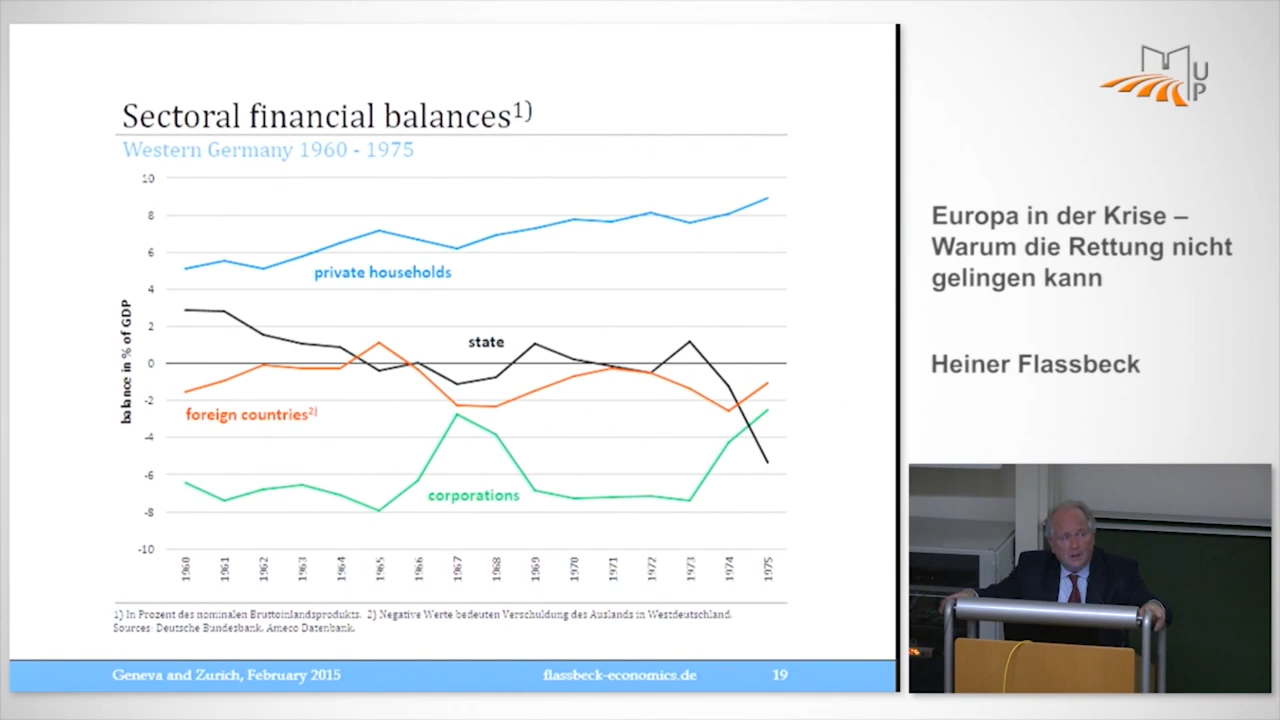 Sectoral financial balances1)
Western Germany 1960 - 1975
10
8
6
4
2
0
-2
-4
-6
-8
-10
balance in % of GDP
private households
state
foreign countries2)
corporations
1960
1961
1962
1963
1964
1965
1966
1967
1968
1969
1970
1971
1972
1973
1974
1975
1) In Prozent des nominalen Bruttoinlandsprodukts. 2) Negative Werte bedeuten Verschuldung des Auslands in Westdeutschland.
Sources: Deutsche Bundesbank. Ameco Datenbank.
Geneva and Zurich, February 2015
flassbeck-economics.de
19
MUP
Europa in der Krise –
Warum die Rettung nicht
gelingen kann
Heiner Flassbeck